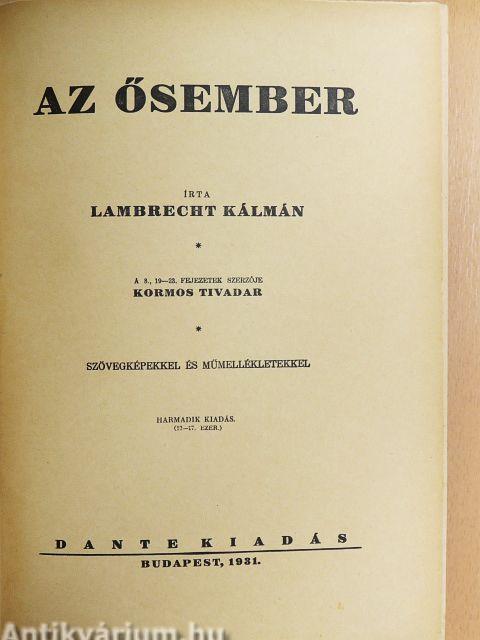 AZ ŐSEMBER
ÍRTA
LAMBRECHT KÁLMÁN
*
A 8., 19—23. FEJEZETEK SZERZŐJE
KORMOS TIVADAR
*
SZÖVEGKÉPEKKEL ÉS MŰMELLÉKLETEKKEL
HARMADIK KIADÁS.
DANTE KIADÁS
BUDAPEST, 1931.
Antikvárium.hu